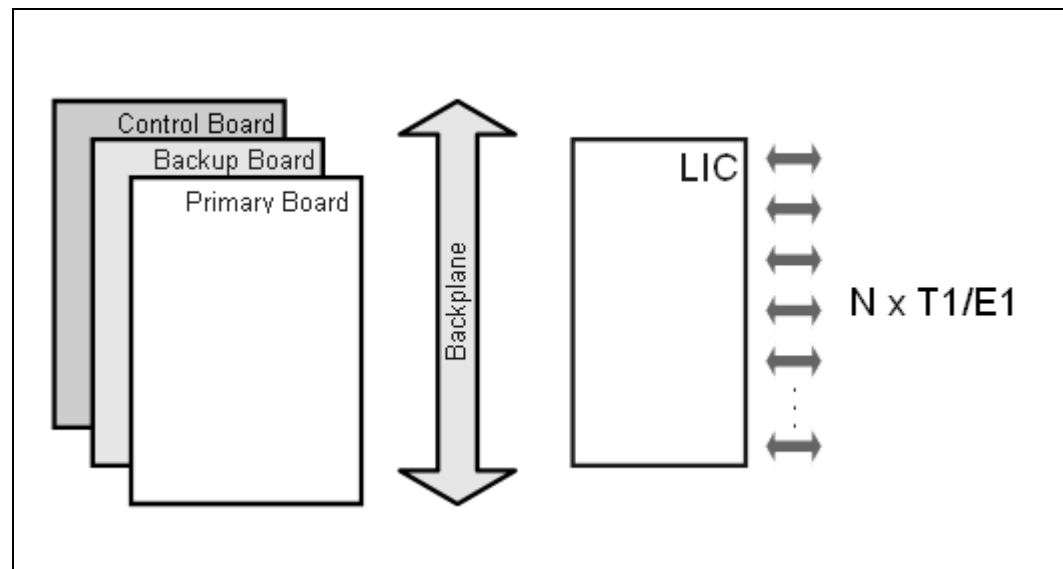 Control Board
Backup Board
Primary Board
Backplane
LIC
N x T1/E1